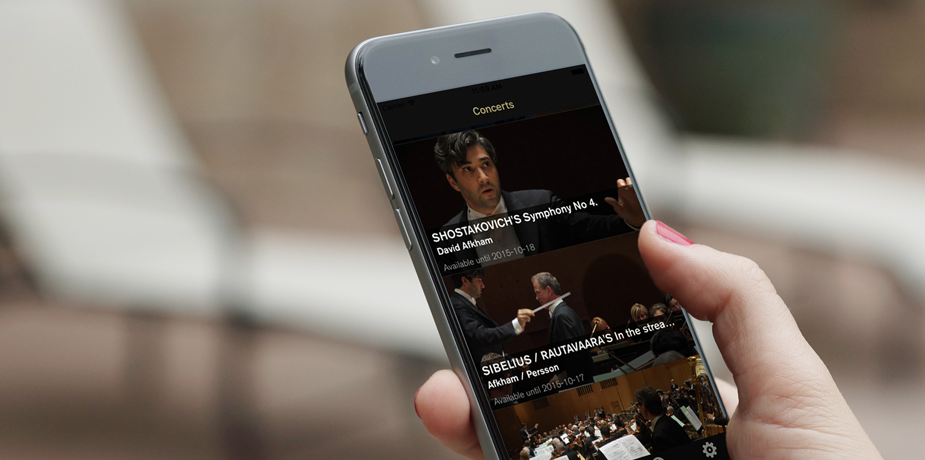 Concerts
SHOSTAKOVICH'S Symphony No 4.
David Afkham
Available until 2015-10-18
SIBELIUS / RAUTAVAARA'S In the strea...
Afkham / Persson
Available until 2015-10-17